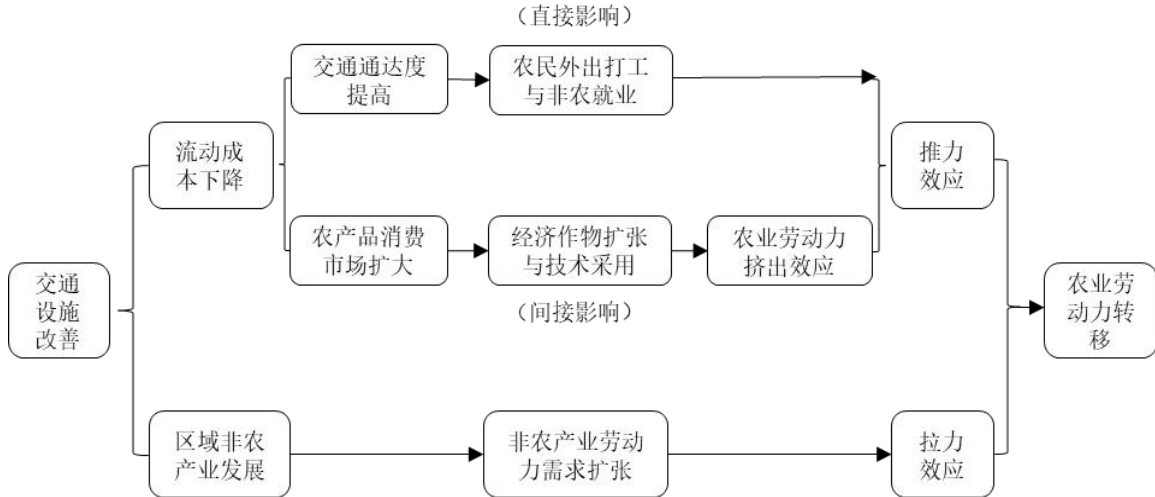 （直接影响）
交通通达度
提高
农民外出打工
与非农就业
流动成
本下降
推力
效应
农产品消费
市场扩大
经济作物扩张
与技术采用
农业劳动力
挤出效应
（间接影响）
交通
设施
改善
农业劳
动力转
移
区域非农
产业发展
非农产业劳动
力需求扩张
拉力
效应